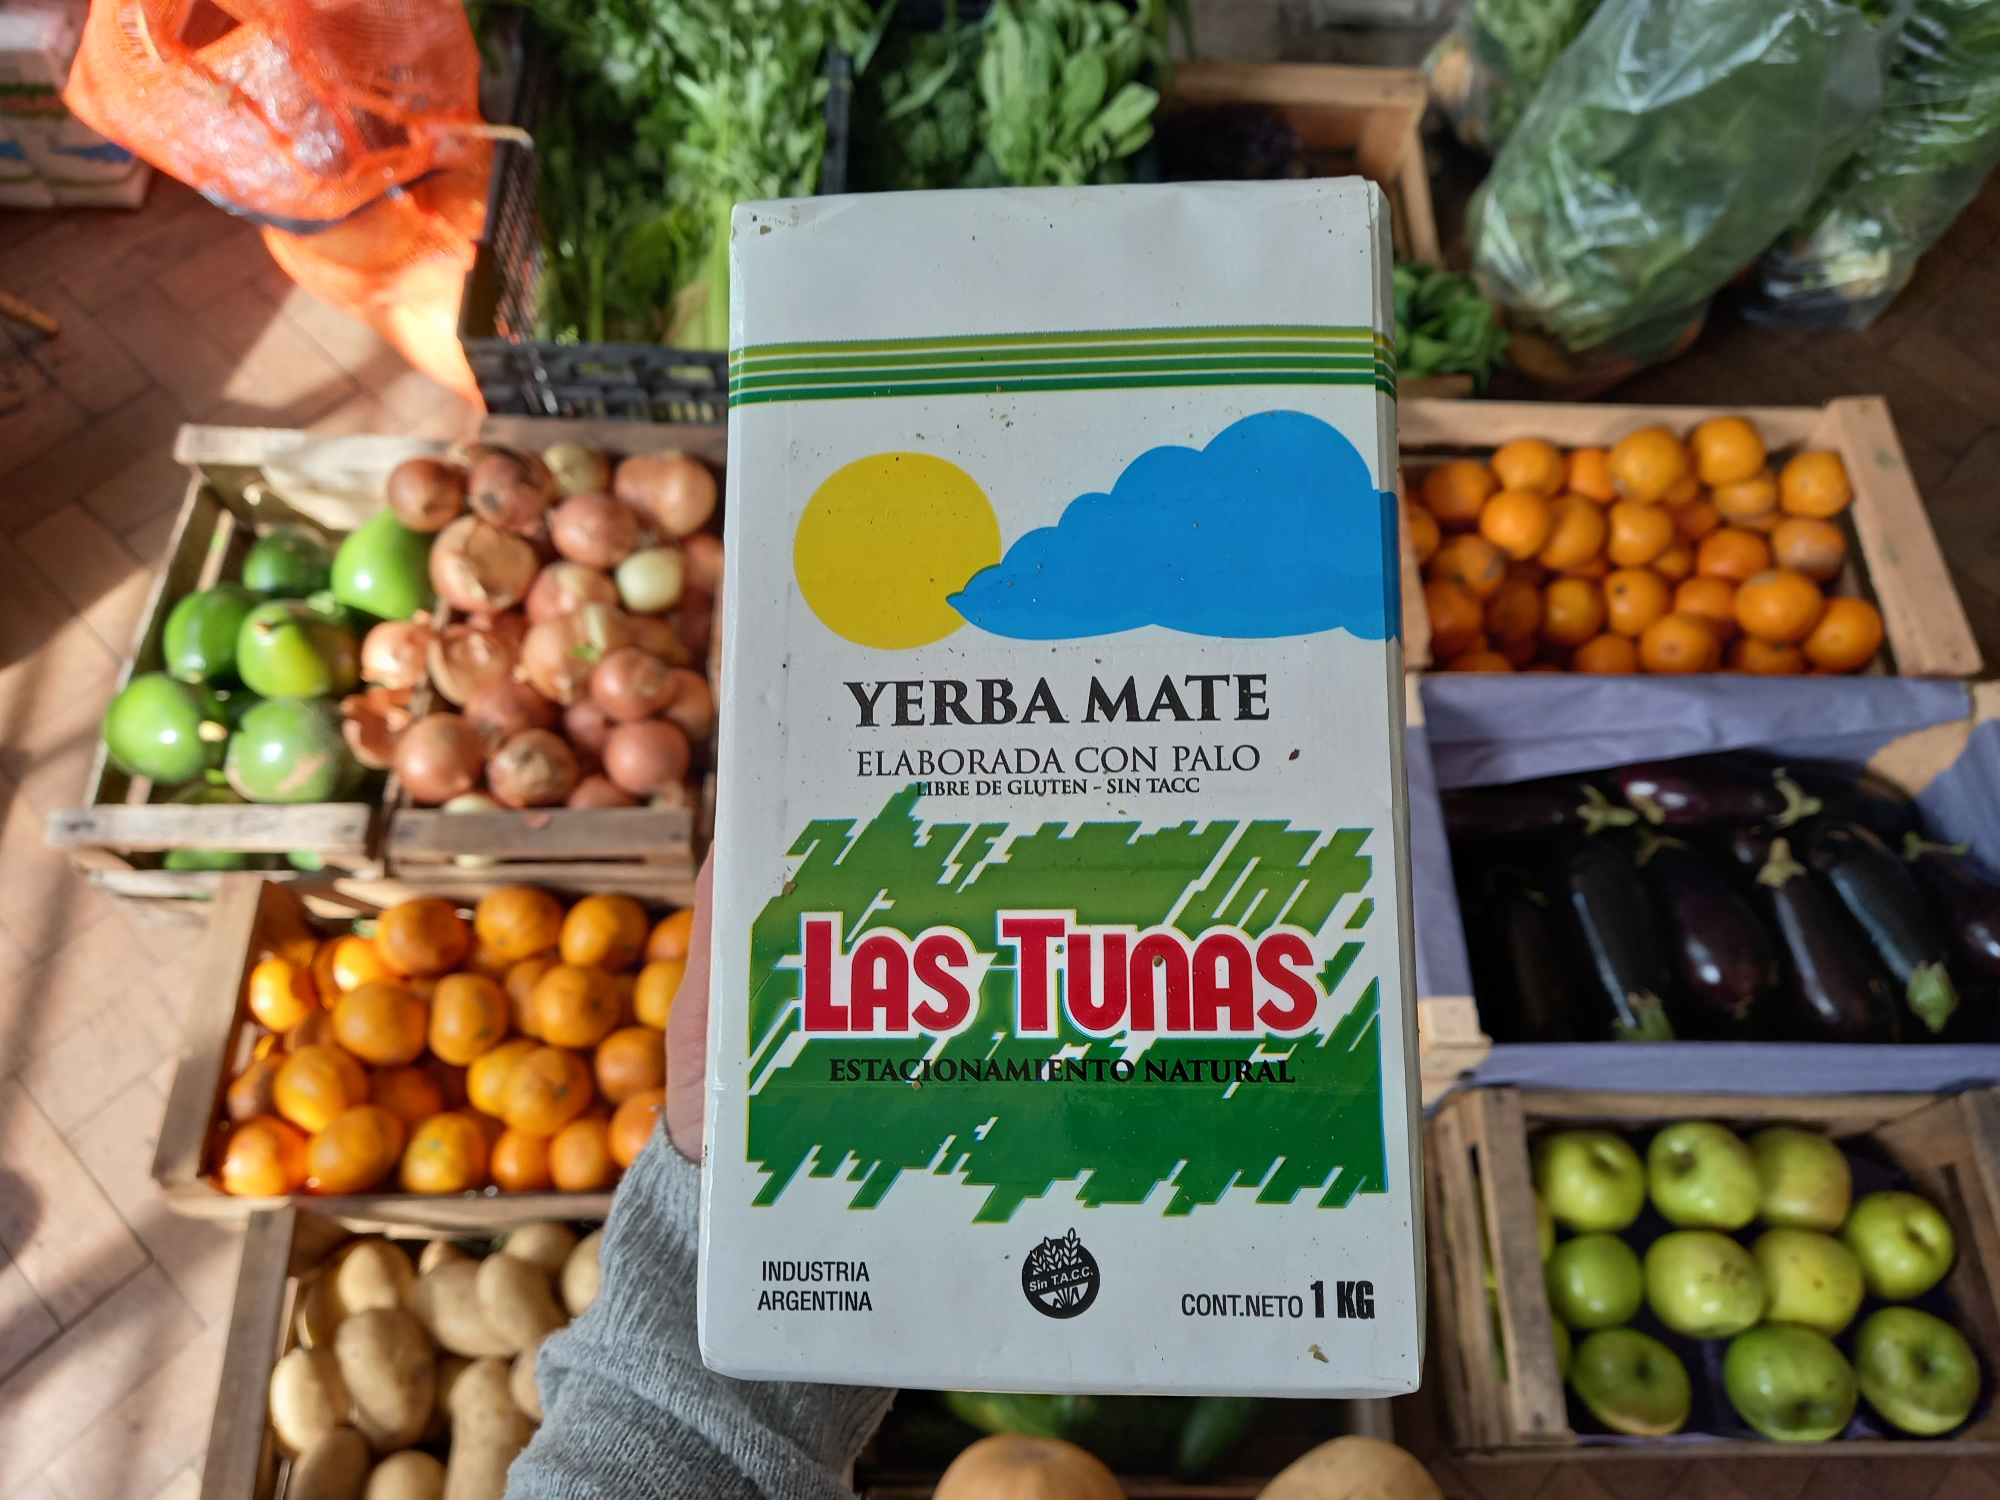 YERBA MATE
ELABORADA CON PALO
LIBRE DE GLUTEN - SIN TACC
LAS TUNAS
ESTACIONAMIENTO NATURAL
INDUSTRIA
ARGENTINA
Sin T.A.C.C.
CONT.NETO 1 KG